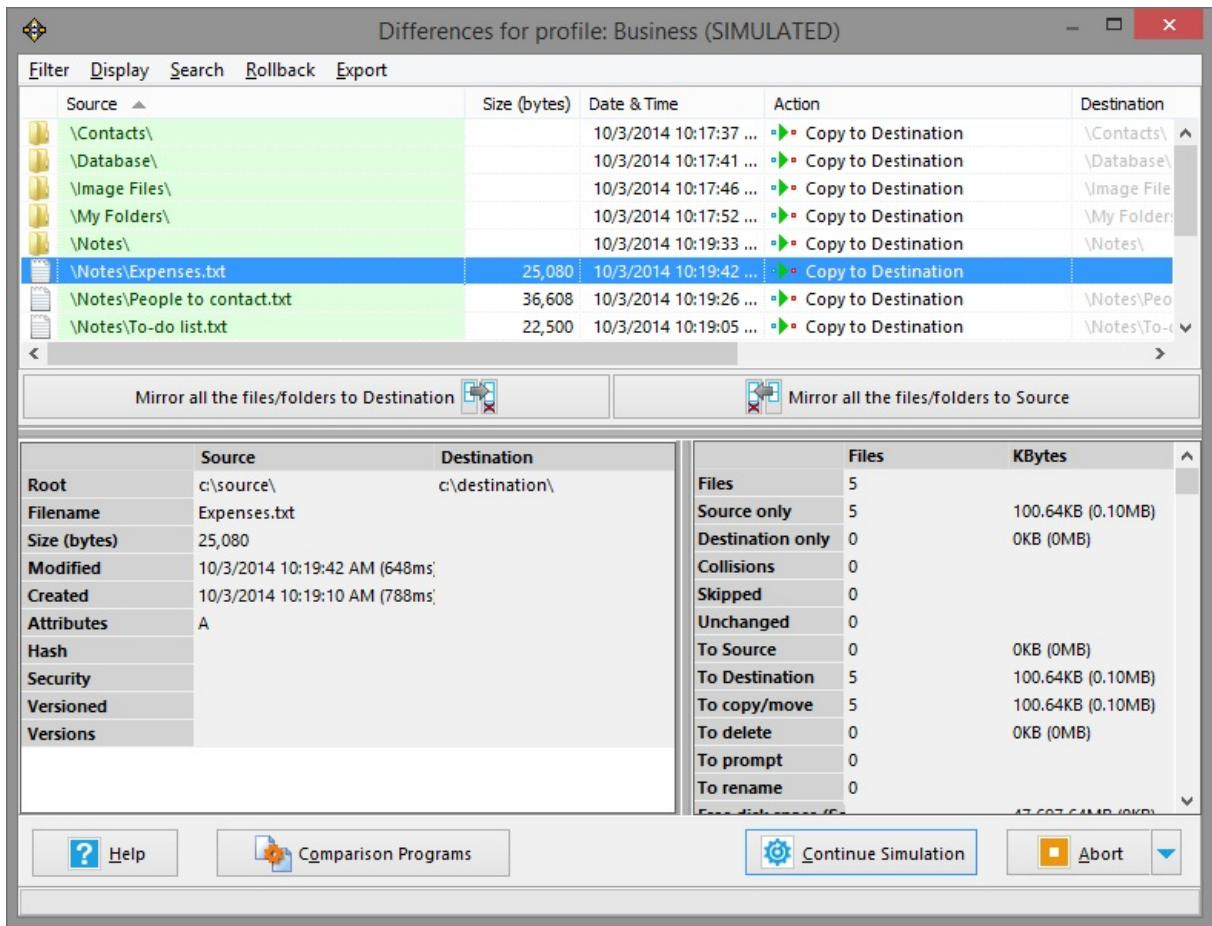 Differences for profile: Business (SIMULATED)
Filter Display Search Rollback Export
Source Size (bytes) Date & Time Action Destination
\Contacts\ 10/3/2014 10:17:37 ... Copy to Destination \Contacts\
\Database\ 10/3/2014 10:17:41 ... Copy to Destination \Database\
\Image Files\ 10/3/2014 10:17:46 ... Copy to Destination \Image File
\My Folders\ 10/3/2014 10:17:52 ... Copy to Destination \My Folder
\Notes\ 10/3/2014 10:19:33 ... Copy to Destination \Notes\
\Notes\Expenses.txt 25,080 10/3/2014 10:19:42 ... Copy to Destination
\Notes\People to contact.txt 36,608 10/3/2014 10:19:26 ... Copy to Destination \Notes\Peo
\Notes\To-do list.txt 22,500 10/3/2014 10:19:05 ... Copy to Destination \Notes\To-
Mirror all the files/folders to Destination Mirror all the files/folders to Source
Source Destination
Root c:\source\ c:\destination\
Filename Expenses.txt
Size (bytes) 25,080
Modified 10/3/2014 10:19:42 AM (648ms)
Created 10/3/2014 10:19:10 AM (788ms)
Attributes A
Hash
Security
Versioned
Versions
Files KBytes
Files 5
Source only 5 100.64KB (0.10MB)
Destination only 0 0KB (0MB)
Collisions 0
Skipped 0
Unchanged 0
To Source 0 0KB (0MB)
To Destination 5 100.64KB (0.10MB)
To copy/move 5 100.64KB (0.10MB)
To delete 0 0KB (0MB)
To prompt 0
To rename 0
Help Comparison Programs Continue Simulation Abort